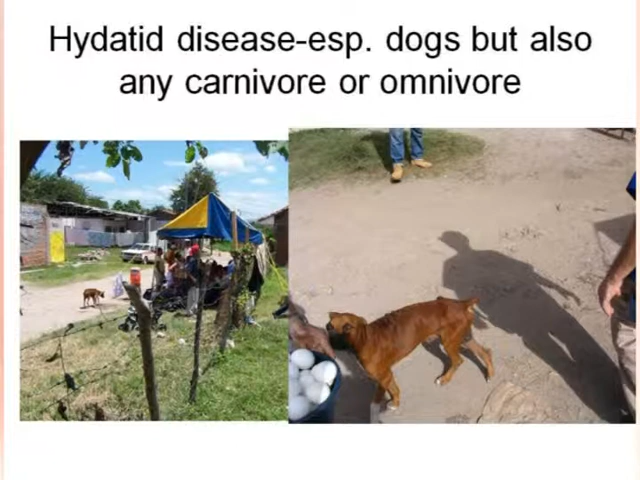 Hydatid disease-esp. dogs but also
any carnivore or omnivore